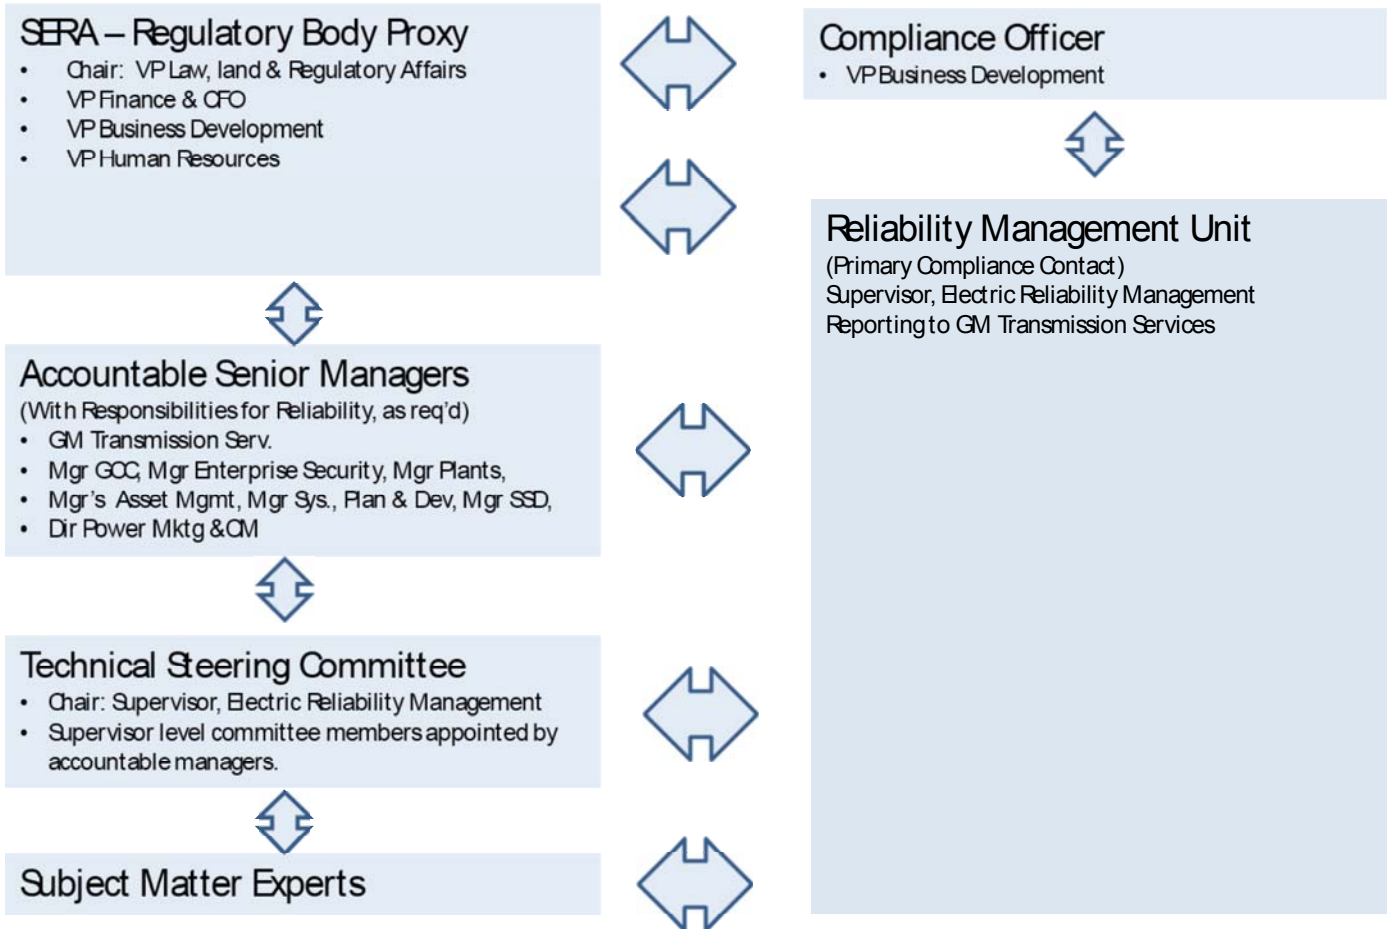 SERA – Regulatory Body Proxy
• Chair: VP Law, land & Regulatory Affairs
• VP Finance & CFO
• VP Business Development
• VP Human Resources
Compliance Officer
• VP Business Development
Reliability Management Unit
(Primary Compliance Contact)
Supervisor, Electric Reliability Management
Reporting to GM Transmission Services
Accountable Senior Managers
(With Responsibilities for Reliability, as req'd)
• GM Transmission Serv.
• Mgr GCC, Mgr Enterprise Security, Mgr Plants,
• Mgr's Asset Mgmt, Mgr Sys., Plan & Dev, Mgr SSD,
• Dir Power Mktg & CM
Technical Steering Committee
• Chair: Supervisor, Electric Reliability Management
• Supervisor level committee members appointed by
accountable managers.
Subject Matter Experts